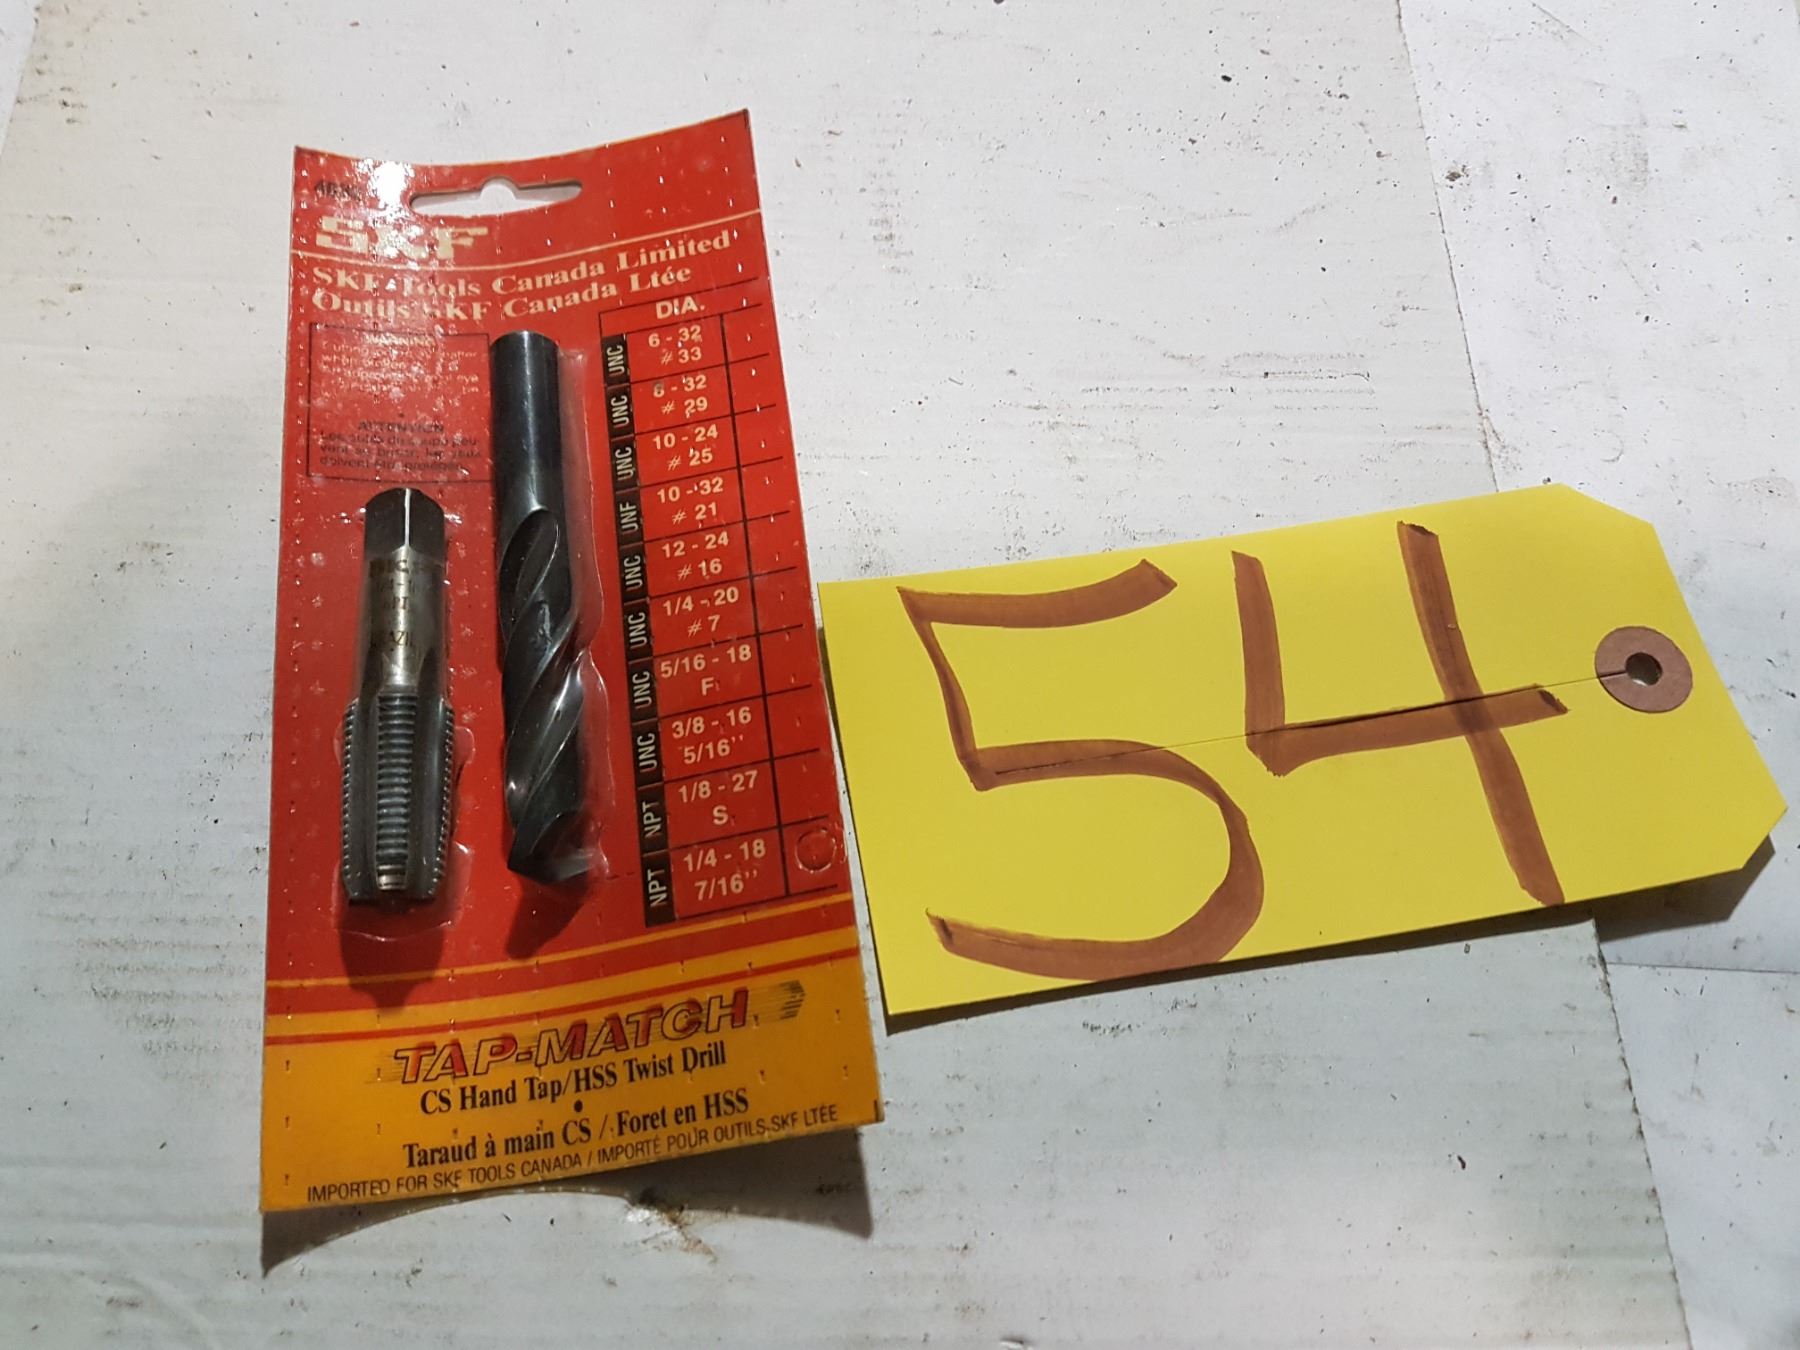 SKF
SKF Tools Canada Limited
Outils SKF Canada Ltée
ATTENTION
DIA.
UNC 6 - 32
# 33
UNC 8 - 32
# 29
UNC 10 - 24
# 25
UNF 10 - 32
# 21
UNC 12 - 24
# 16
UNC 1/4 - 20
# 7
UNC 5/16 - 18
F
UNC 3/8 - 16
5/16"
NPT 1/8 - 27
S
NPT 1/4 - 18
7/16"
TAP-MATCH
CS Hand Tap/HSS Twist Drill
•
Taraud à main CS / Foret en HSS
IMPORTED FOR SKF TOOLS CANADA / IMPORTÉ POUR OUTILS SKF LTÉE
54